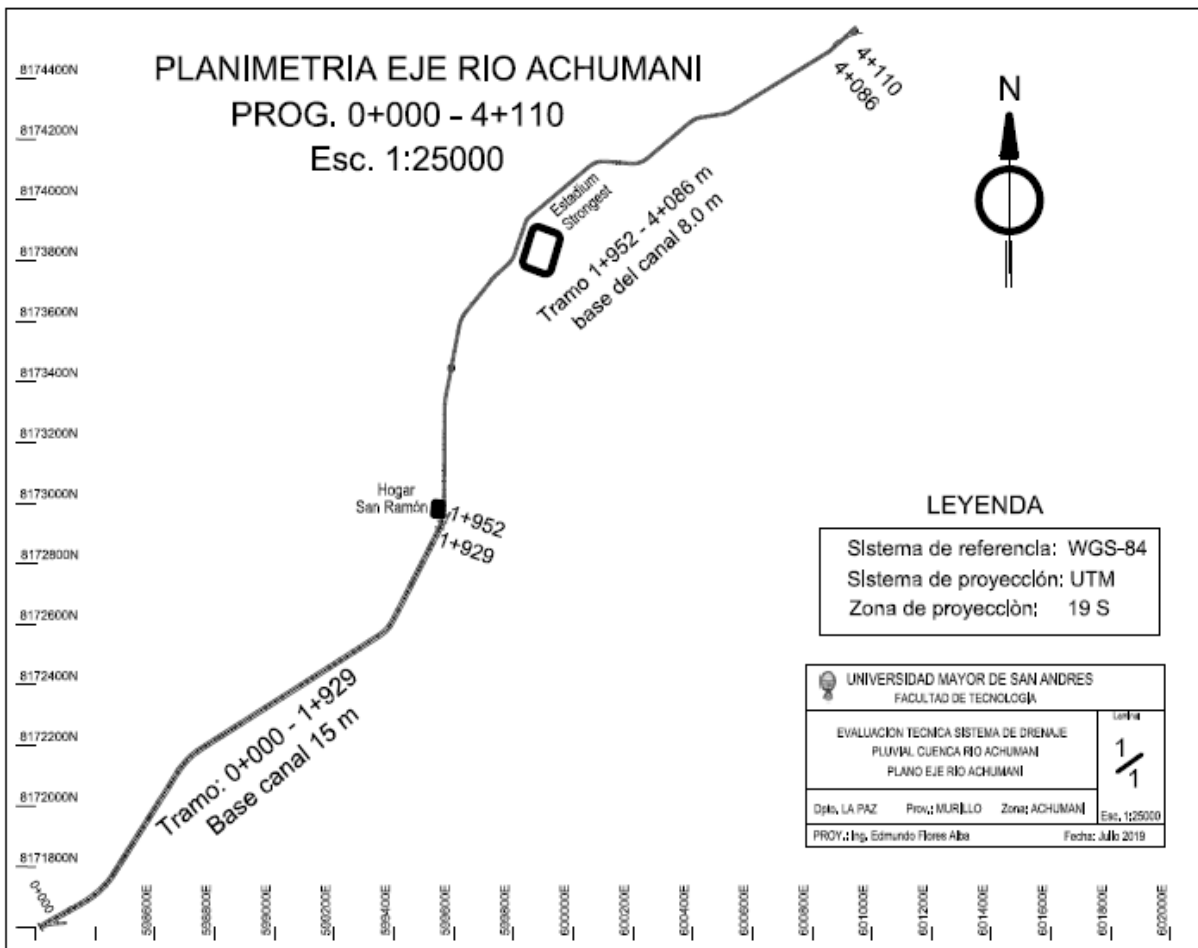 PLANIMETRIA EJE RIO ACHUMANI
PROG. 0+000 - 4+110
Esc. 1:25000
8174400N
8174200N
8174000N
8173800N
8173600N
8173400N
8173200N
8173000N
8172800N
8172600N
8172400N
8172200N
8172000N
8171800N
4+110
4+086
N
Estadium
Strongest
Tramo 1+952 - 4+086 m
base del canal 8.0 m
Hogar
San Ramón
1+952
1+929
Tramo: 0+000 - 1+929
Base canal 15 m
0+000
LEYENDA
Sistema de referencia: WGS-84
Sistema de proyección: UTM
Zona de proyecciòn: 19 S
UNIVERSIDAD MAYOR DE SAN ANDRES
FACULTAD DE TECNOLOGÍA
EVALUACION TECNICA SISTEMA DE DRENAJE
PLUVIAL CUENCA RIO ACHUMANI
PLANO EJE RIO ACHUMANI
Lamina:
1/1
Dpto. LA PAZ Prov.: MURILLO Zona: ACHUMANI
Esc. 1:25000
PROY.: Ing. Edmundo Flores Alba Fecha: Julio 2019
598600E
598800E
599000E
599200E
599400E
599600E
599800E
600000E
600200E
600400E
600600E
600800E
601000E
601200E
601400E
601600E
601800E
602000E